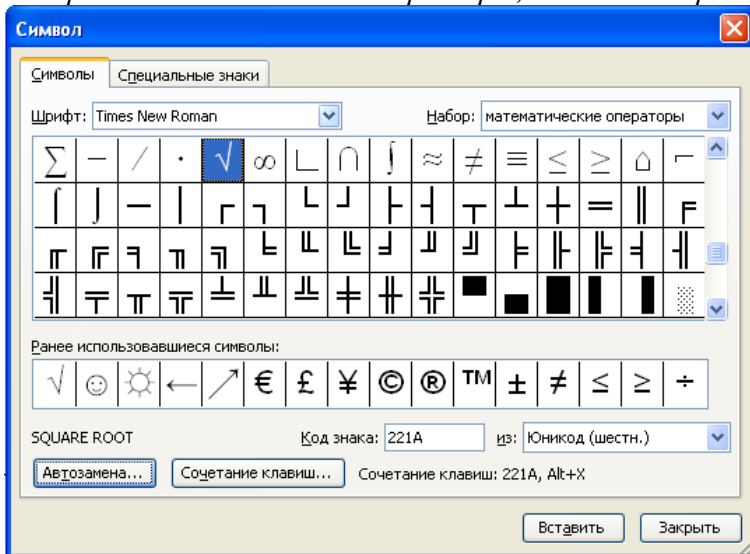 Символ
Символы Специальные знаки
Шрифт: Times New Roman Набор: математические операторы
∑ − ∕ ∙ √ ∞ ∟ ∩ ∫ ≈ ≠ ≡ ≤ ≥ ⌂ ⌐
⌠ ⌡ ─ │ ┌ ┐ └ ┘ ├ ┤ ┬ ┴ ┼ ═ ║ ╒
╓ ╔ ╕ ╖ ╗ ╘ ╙ ╚ ╛ ╜ ╝ ╞ ╟ ╠ ╡ ╢
╣ ╤ ╥ ╦ ╧ ╨ ╩ ╪ ╫ ╬ ▀ ▄ █ ▌ ▐ ░
Ранее использовавшиеся символы:
√ ☺ ☼ ← ↗ € £ ¥ © ® ™ ± ≠ ≤ ≥ ÷
SQUARE ROOT Код знака: 221A из: Юникод (шестн.)
Автозамена... Сочетание клавиш... Сочетание клавиш: 221A, Alt+X
Вставить Закрыть